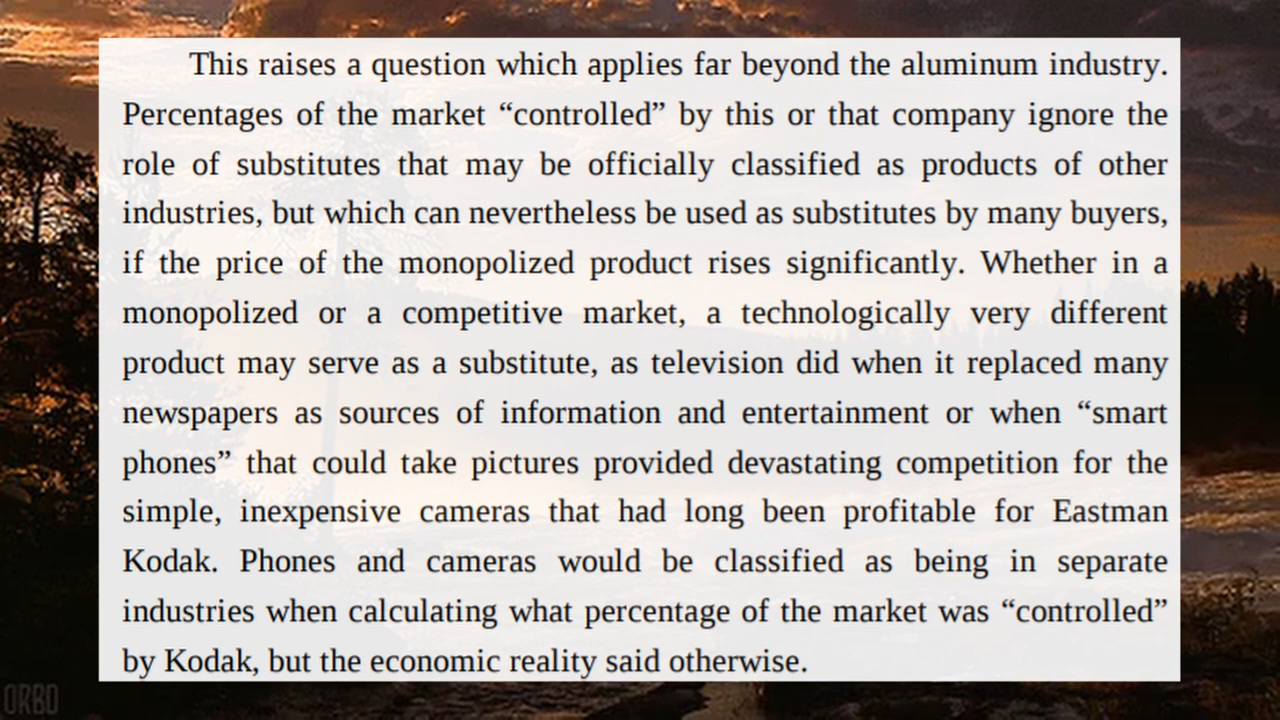 This raises a question which applies far beyond the aluminum industry.
Percentages of the market “controlled” by this or that company ignore the
role of substitutes that may be officially classified as products of other
industries, but which can nevertheless be used as substitutes by many buyers,
if the price of the monopolized product rises significantly. Whether in a
monopolized or a competitive market, a technologically very different
product may serve as a substitute, as television did when it replaced many
newspapers as sources of information and entertainment or when “smart
phones” that could take pictures provided devastating competition for the
simple, inexpensive cameras that had long been profitable for Eastman
Kodak. Phones and cameras would be classified as being in separate
industries when calculating what percentage of the market was “controlled”
by Kodak, but the economic reality said otherwise.
ORBO